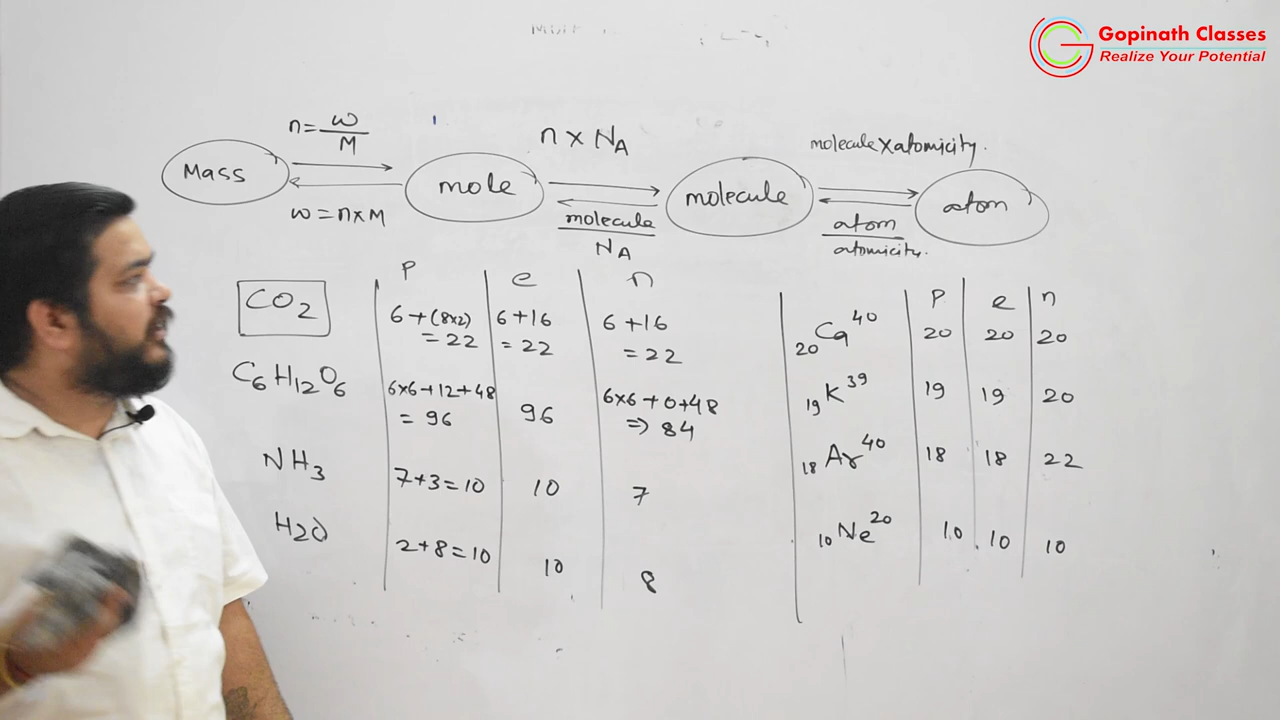 Gopinath Classes
Realize Your Potential
n = w/M
n × NA
molecule × atomicity.
Mass
mole
molecule
atom
w = n × M
molecule/NA
atom/atomicity.
P e n
CO2 6 + (8×2) = 22 6 + 16 = 22 6 + 16 = 22
C6H12O6 6×6 + 12 + 48 = 96 96 6×6 + 0 + 48 ⇒ 84
NH3 7 + 3 = 10 10 7
H2O 2 + 8 = 10 10 8
P e n
20Ca40 20 20 20
19K39 19 19 20
18Ar40 18 18 22
10Ne20 10 10 10